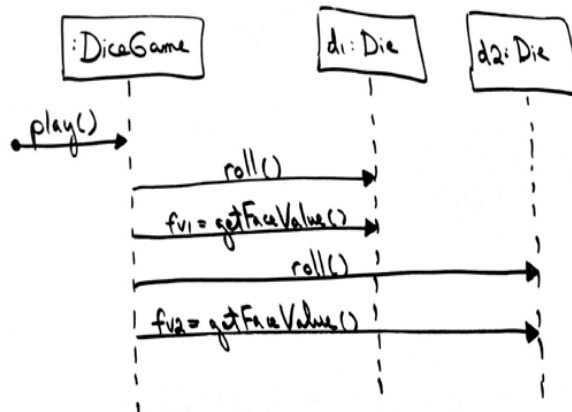 :DiceGame
d1:Die
d2:Die
play()
roll()
fv1=getFaceValue()
roll()
fv2=getFaceValue()